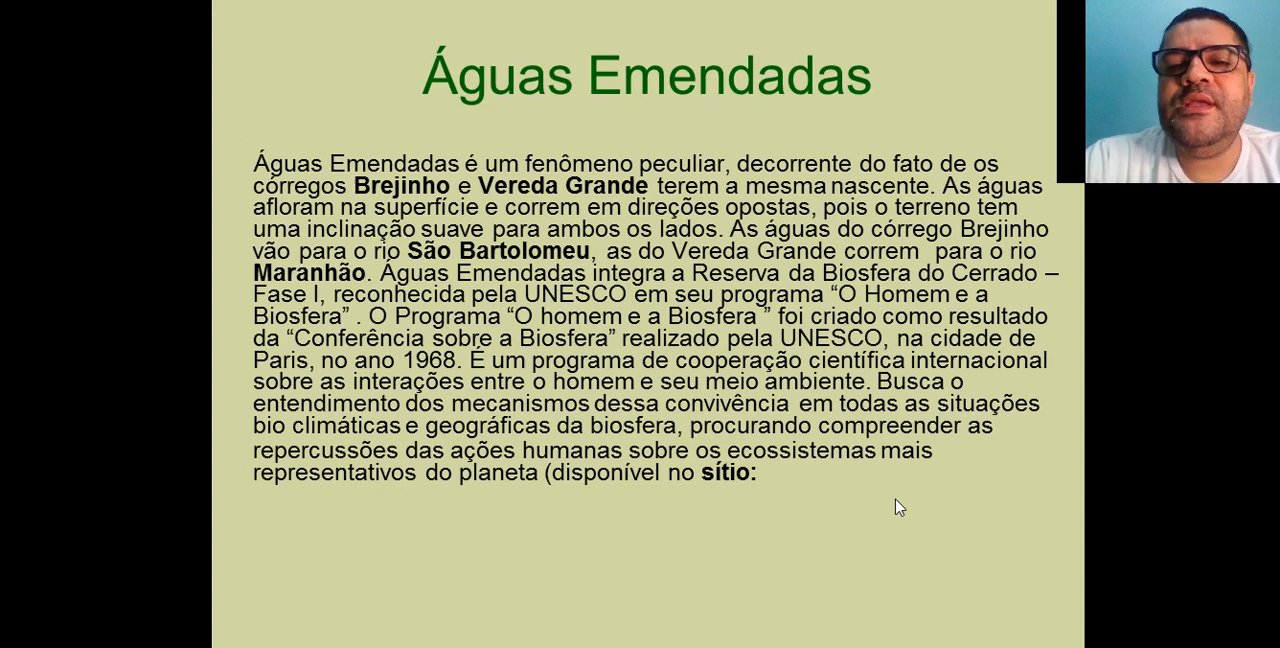 Águas Emendadas
Águas Emendadas é um fenômeno peculiar, decorrente do fato de os
córregos Brejinho e Vereda Grande terem a mesma nascente. As águas
afloram na superfície e correm em direções opostas, pois o terreno tem
uma inclinação suave para ambos os lados. As águas do córrego Brejinho
vão para o rio São Bartolomeu, as do Vereda Grande correm para o rio
Maranhão. Águas Emendadas integra a Reserva da Biosfera do Cerrado –
Fase I, reconhecida pela UNESCO em seu programa “O Homem e a
Biosfera” . O Programa “O homem e a Biosfera ” foi criado como resultado
da “Conferência sobre a Biosfera” realizado pela UNESCO, na cidade de
Paris, no ano 1968. É um programa de cooperação científica internacional
sobre as interações entre o homem e seu meio ambiente. Busca o
entendimento dos mecanismos dessa convivência em todas as situações
bio climáticas e geográficas da biosfera, procurando compreender as
repercussões das ações humanas sobre os ecossistemas mais
representativos do planeta (disponível no sítio: